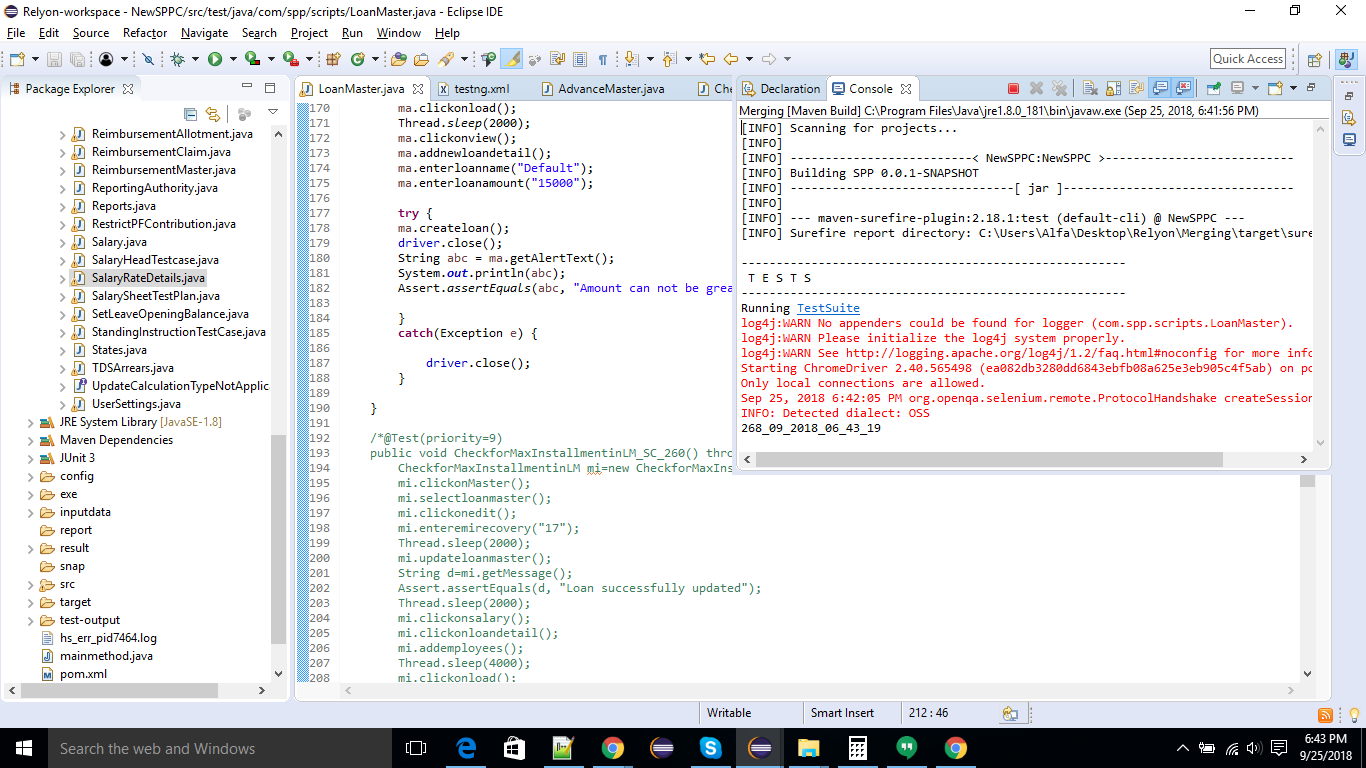 Relyon-workspace - NewSPPC/src/test/java/com/spp/scripts/LoanMaster.java - Eclipse IDE
File Edit Source Refactor Navigate Search Project Run Window Help
Quick Access
Package Explorer
ReimbursementAllotment.java
ReimbursementClaim.java
ReimbursementMaster.java
ReportingAuthority.java
Reports.java
RestrictPFContribution.java
Salary.java
SalaryHeadTestcase.java
SalaryRateDetails.java
SalarySheetTestPlan.java
SetLeaveOpeningBalance.java
StandingInstructionTestCase.java
States.java
TDSArrears.java
UpdateCalculationTypeNotApplic
UserSettings.java
JRE System Library [JavaSE-1.8]
Maven Dependencies
JUnit 3
config
exe
inputdata
report
result
snap
src
target
test-output
hs_err_pid7464.log
mainmethod.java
pom.xml
LoanMaster.java testng.xml AdvanceMaster.java Che
170 ma.clickonload();
171 Thread.sleep(2000);
172 ma.clickonview();
173 ma.addnewloandetail();
174 ma.enterloanname("Default");
175 ma.enterloanamount("15000");
176
177 try {
178 ma.createloan();
179 driver.close();
180 String abc = ma.getAlertText();
181 System.out.println(abc);
182 Assert.assertEquals(abc, "Amount can not be grea
183
184 }
185 catch(Exception e) {
186
187 driver.close();
188 }
189
190 }
191
192 /*@Test(priority=9)
193 public void CheckforMaxInstallmentinLM_SC_260() thro
194 CheckforMaxInstallmentinLM mi=new CheckforMaxIns
195 mi.clickonMaster();
196 mi.selectloanmaster();
197 mi.clickonedit();
198 mi.enteremirecovery("17");
199 Thread.sleep(2000);
200 mi.updateloanmaster();
201 String d=mi.getMessage();
202 Assert.assertEquals(d, "Loan successfully updated");
203 Thread.sleep(2000);
204 mi.clickonsalary();
205 mi.clickonloandetail();
206 mi.addemployees();
207 Thread.sleep(4000);
208 mi.clickonload();
Declaration Console
Merging [Maven Build] C:\Program Files\Java\jre1.8.0_181\bin\javaw.exe (Sep 25, 2018, 6:41:56 PM)
[INFO] Scanning for projects...
[INFO]
[INFO] --------------------------< NewSPPC:NewSPPC >---------------------------
[INFO] Building SPP 0.0.1-SNAPSHOT
[INFO] --------------------------------[ jar ]---------------------------------
[INFO]
[INFO] --- maven-surefire-plugin:2.18.1:test (default-cli) @ NewSPPC ---
[INFO] Surefire report directory: C:\Users\Alfa\Desktop\Relyon\Merging\target\sure
-------------------------------------------------------
T E S T S
-------------------------------------------------------
Running TestSuite
log4j:WARN No appenders could be found for logger (com.spp.scripts.LoanMaster).
log4j:WARN Please initialize the log4j system properly.
log4j:WARN See http://logging.apache.org/log4j/1.2/faq.html#noconfig for more info
Starting ChromeDriver 2.40.565498 (ea082db3280dd6843ebfb08a625e3eb905c4f5ab) on po
Only local connections are allowed.
Sep 25, 2018 6:42:05 PM org.openqa.selenium.remote.ProtocolHandshake createSession
INFO: Detected dialect: OSS
268_09_2018_06_43_19
Writable Smart Insert 212 : 46
Search the web and Windows
6:43 PM
9/25/2018